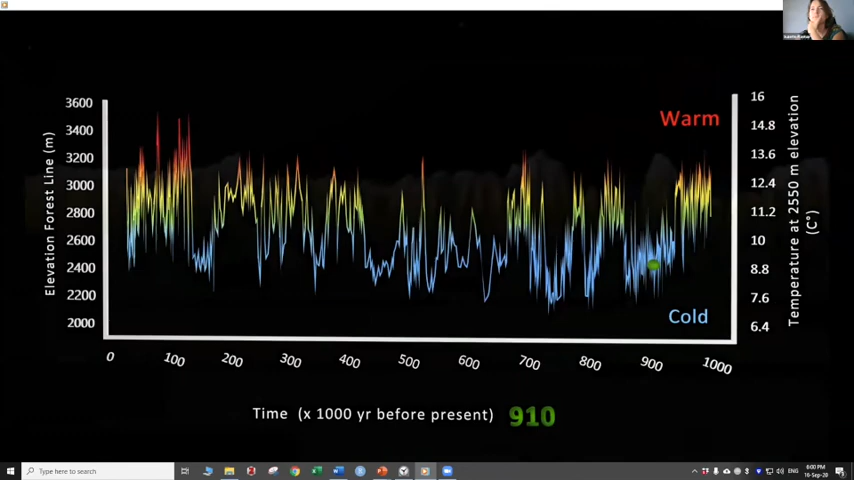 3600
3400
3200
3000
2800
2600
2400
2200
2000
Elevation Forest Line (m)
Warm
Cold
16
14.8
13.6
12.4
11.2
10
8.8
7.6
6.4
Temperature at 2550 m elevation
(C°)
0 100 200 300 400 500 600 700 800 900 1000
Time (x 1000 yr before present) 910
Type here to search
ENG
6:00 PM
16-Sep-20